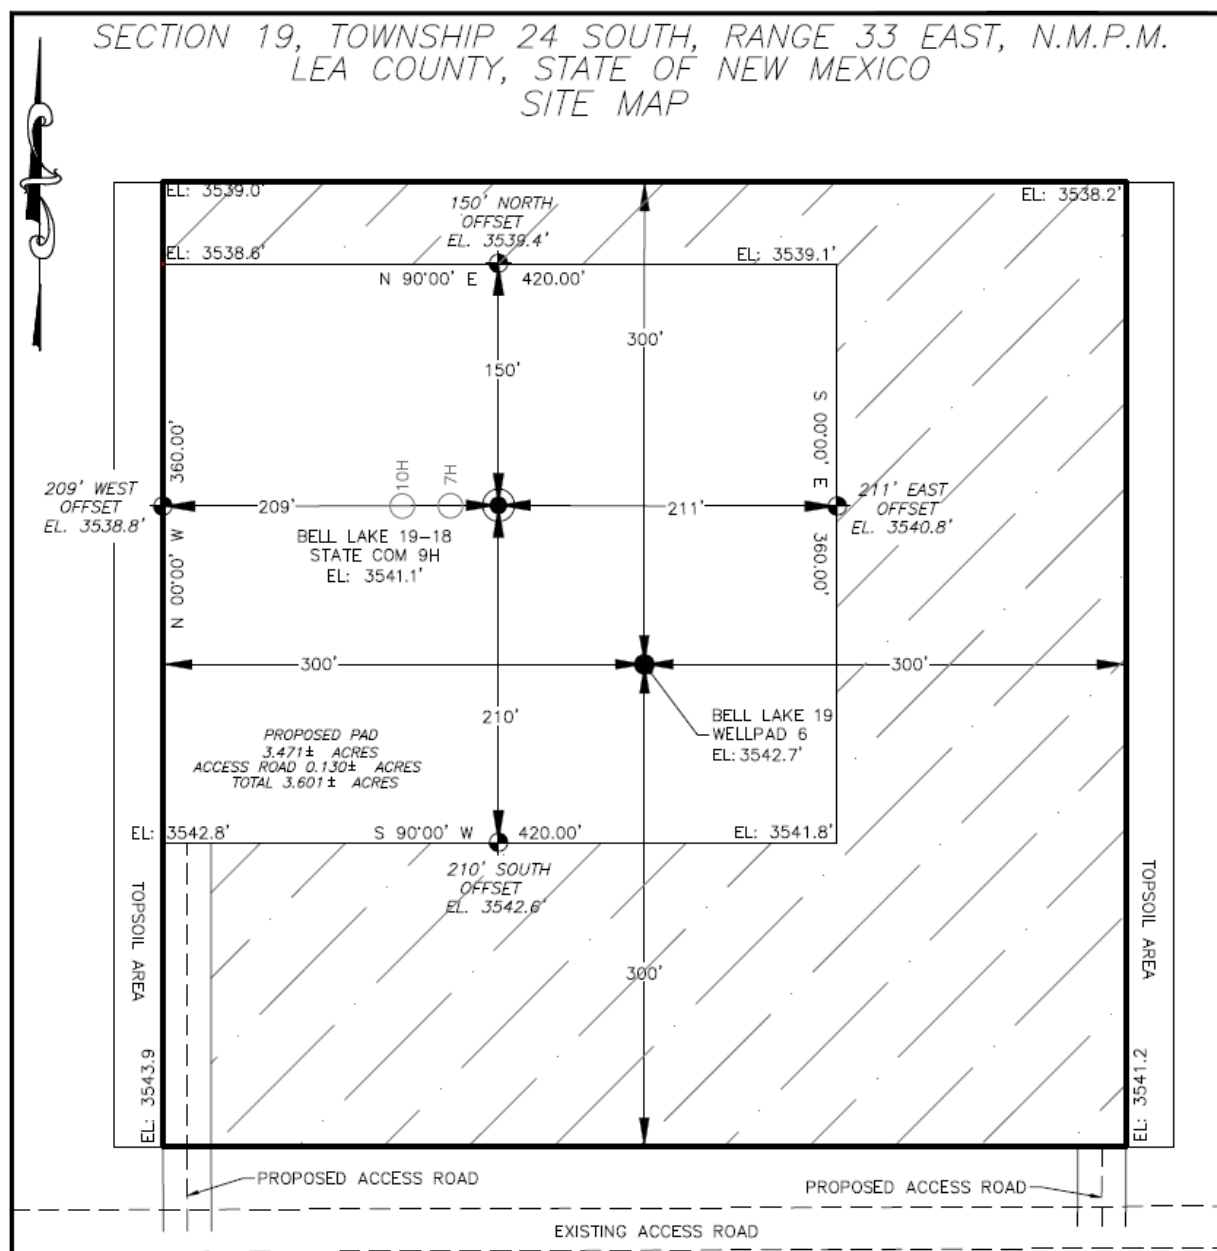 SECTION 19, TOWNSHIP 24 SOUTH, RANGE 33 EAST, N.M.P.M.
LEA COUNTY, STATE OF NEW MEXICO
SITE MAP
EL: 3539.0'
EL: 3538.2'
150' NORTH
OFFSET
EL. 3539.4'
EL: 3538.6'
EL: 3539.1'
N 90°00' E 420.00'
300'
150'
N 00°00' W 360.00'
S 00°00' E 360.00'
209' WEST
OFFSET
EL. 3538.8'
209'
10H
7H
211'
211' EAST
OFFSET
EL. 3540.8'
BELL LAKE 19-18
STATE COM 9H
EL: 3541.1'
300'
300'
210'
BELL LAKE 19
WELLPAD 6
EL: 3542.7'
PROPOSED PAD
3.471± ACRES
ACCESS ROAD 0.130± ACRES
TOTAL 3.601± ACRES
EL: 3542.8'
S 90°00' W 420.00'
EL: 3541.8'
210' SOUTH
OFFSET
EL. 3542.6'
TOPSOIL AREA
TOPSOIL AREA
300'
EL: 3543.9
EL: 3541.2
PROPOSED ACCESS ROAD
PROPOSED ACCESS ROAD
EXISTING ACCESS ROAD